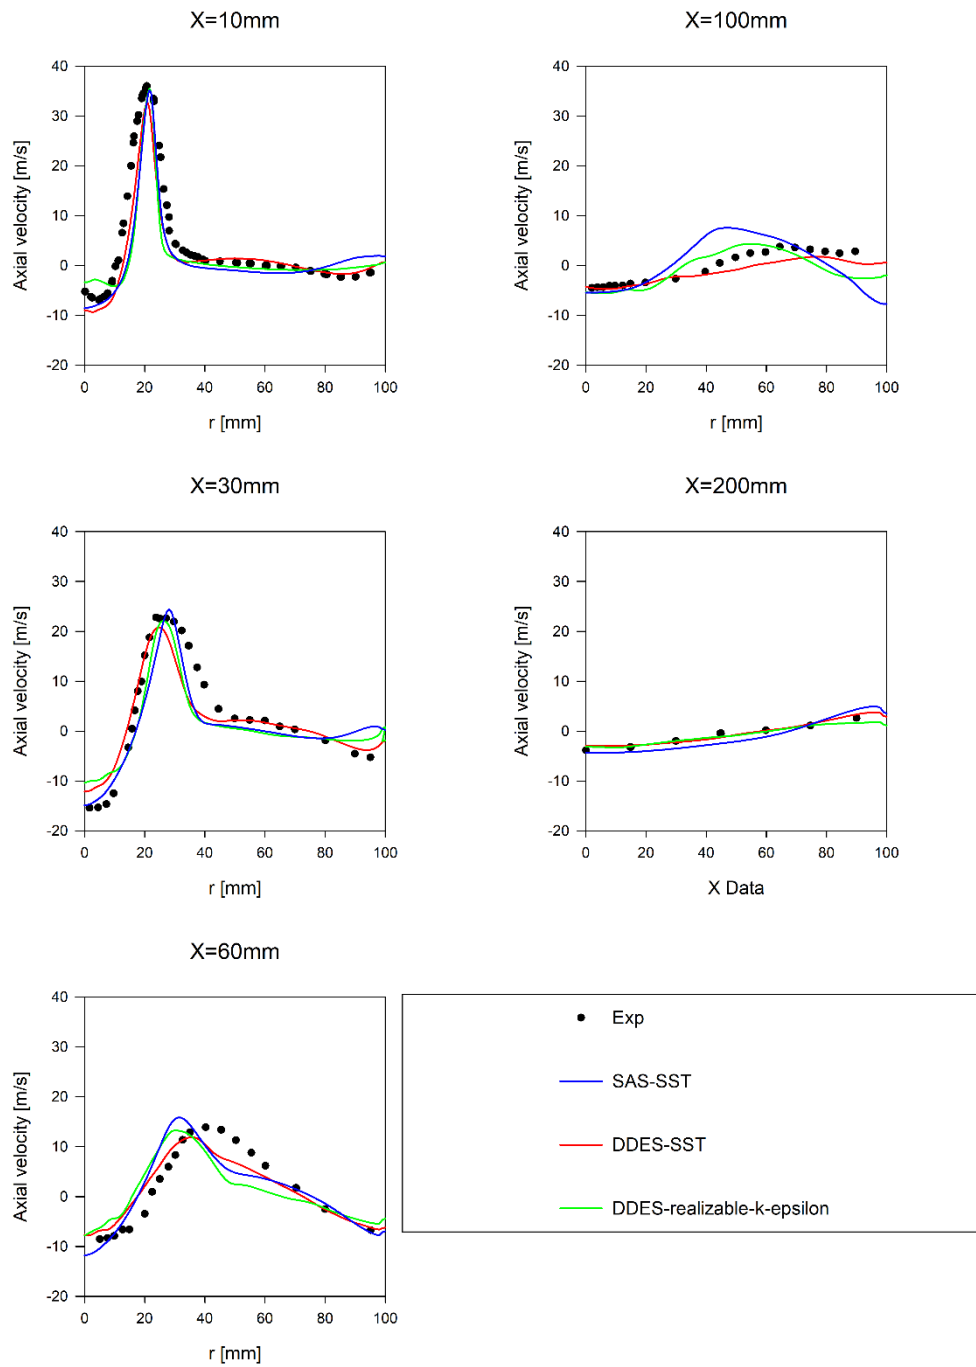 X=10mm
Axial velocity [m/s]
40
30
20
10
0
-10
-20
0 20 40 60 80 100
r [mm]
X=100mm
Axial velocity [m/s]
40
30
20
10
0
-10
-20
0 20 40 60 80 100
r [mm]
X=30mm
Axial velocity [m/s]
40
30
20
10
0
-10
-20
0 20 40 60 80 100
r [mm]
X=200mm
Axial velocity [m/s]
40
30
20
10
0
-10
-20
0 20 40 60 80 100
X Data
X=60mm
Axial velocity [m/s]
40
30
20
10
0
-10
-20
0 20 40 60 80 100
r [mm]
Exp
SAS-SST
DDES-SST
DDES-realizable-k-epsilon